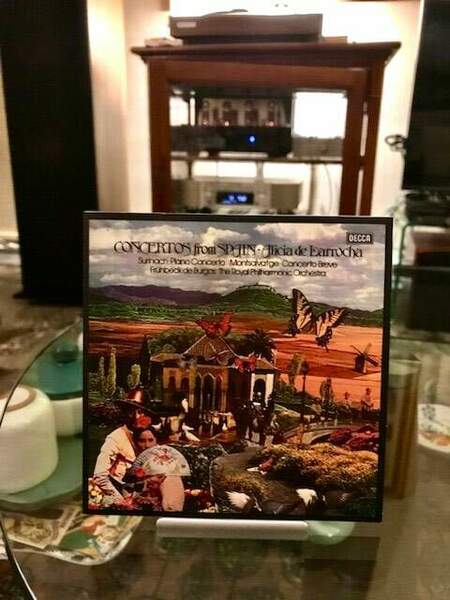 DECCA
CONCERTOS from SPAIN · Alicia de Larrocha
Surinach Piano Concerto Montsalvatge Concerto Breve
Frühbeck de Burgos The Royal Philharmonic Orchestra